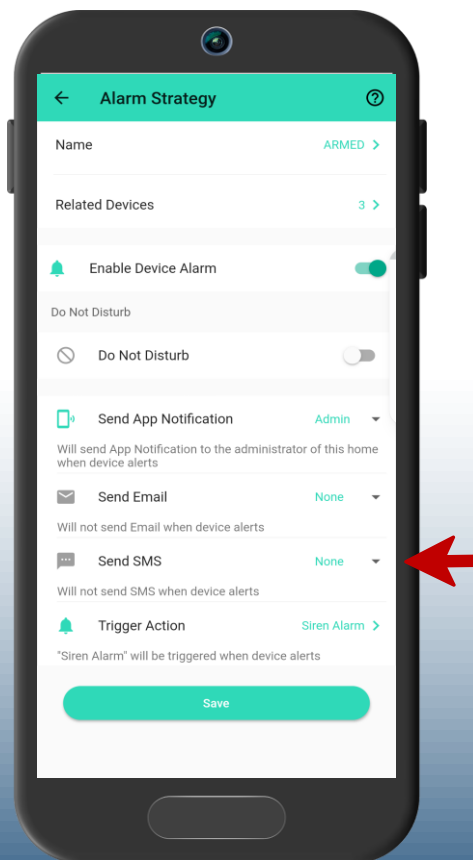 Alarm Strategy
Name ARMED
Related Devices 3
Enable Device Alarm
Do Not Disturb
Do Not Disturb
Send App Notification Admin
Will send App Notification to the administrator of this home
when device alerts
Send Email None
Will not send Email when device alerts
Send SMS None
Will not send SMS when device alerts
Trigger Action Siren Alarm
"Siren Alarm" will be triggered when device alerts
Save